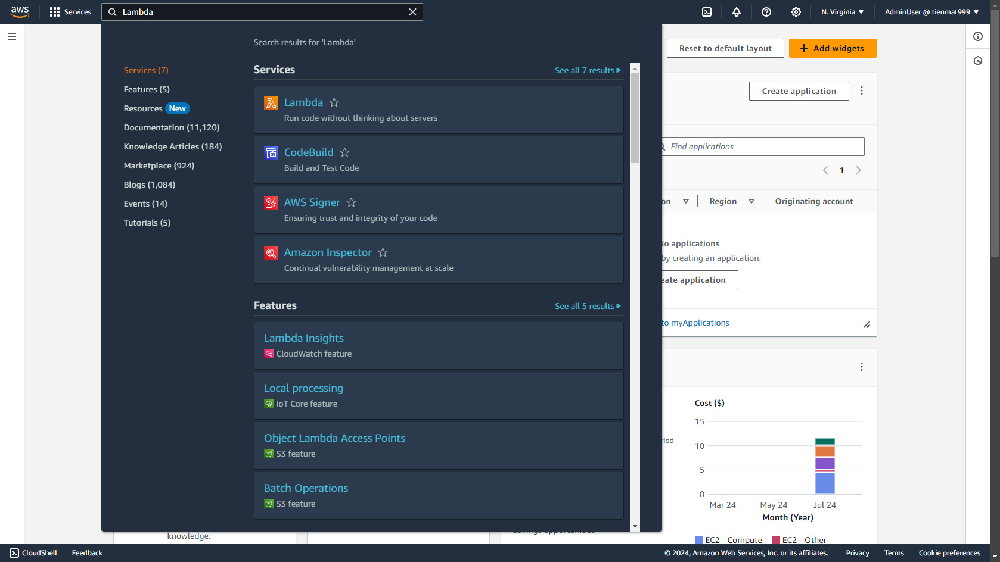 aws
Services
Lambda
N. Virginia
AdminUser @ tienmat999
Search results for 'Lambda'
Services (7)
Features (5)
Resources New
Documentation (11,120)
Knowledge Articles (184)
Marketplace (924)
Blogs (1,084)
Events (14)
Tutorials (5)
Services
See all 7 results
Lambda
Run code without thinking about servers
CodeBuild
Build and Test Code
AWS Signer
Ensuring trust and integrity of your code
Amazon Inspector
Continual vulnerability management at scale
Features
See all 5 results
Lambda Insights
CloudWatch feature
Local processing
IoT Core feature
Object Lambda Access Points
S3 feature
Batch Operations
S3 feature
Reset to default layout
Add widgets
Create application
Find applications
1
on
Region
Originating account
No applications
by creating an application.
eate application
to myApplications
Cost ($)
15
10
5
0
riod
Mar 24
May 24
Jul 24
Month (Year)
EC2 - Compute
EC2 - Other
knowledge.
CloudShell
Feedback
© 2024, Amazon Web Services, Inc. or its affiliates.
Privacy
Terms
Cookie preferences